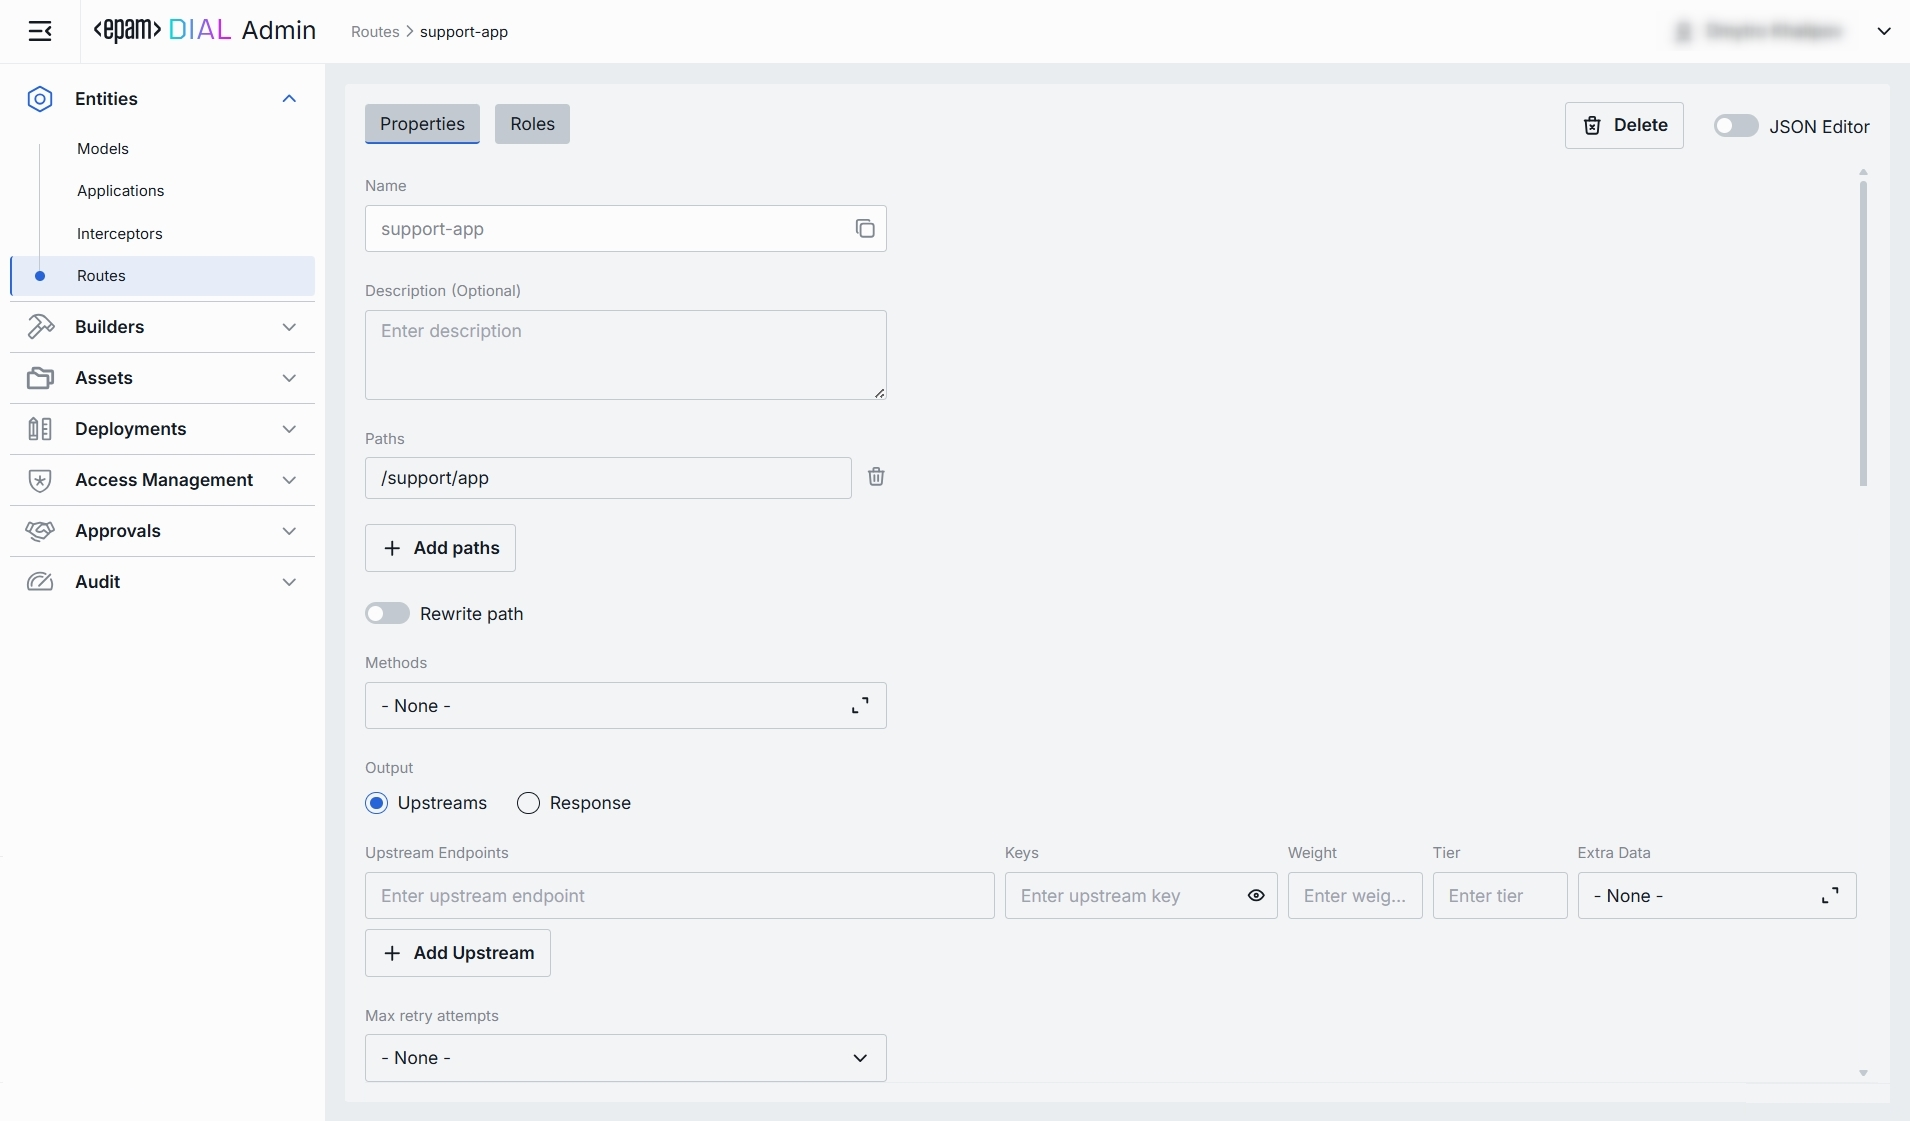 <epam> DIAL Admin
Routes > support-app
Entities
Models
Applications
Interceptors
Routes
Builders
Assets
Deployments
Access Management
Approvals
Audit
Properties
Roles
Delete
JSON Editor
Name
support-app
Description (Optional)
Enter description
Paths
/support/app
Add paths
Rewrite path
Methods
- None -
Output
Upstreams
Response
Upstream Endpoints
Keys
Weight
Tier
Extra Data
Enter upstream endpoint
Enter upstream key
Enter weig...
Enter tier
- None -
Add Upstream
Max retry attempts
- None -